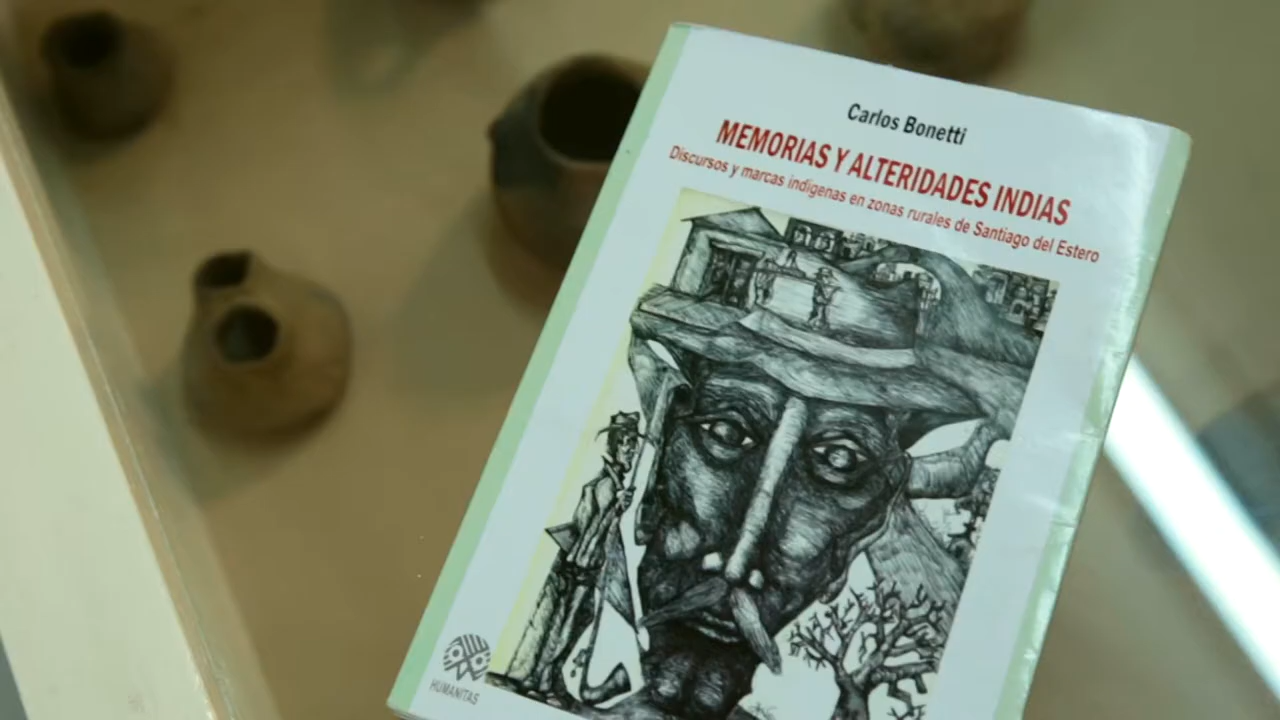 Carlos Bonetti
MEMORIAS Y ALTERIDADES INDIAS
Discursos y marcas indígenas en zonas rurales de Santiago del Estero
HUMANITAS